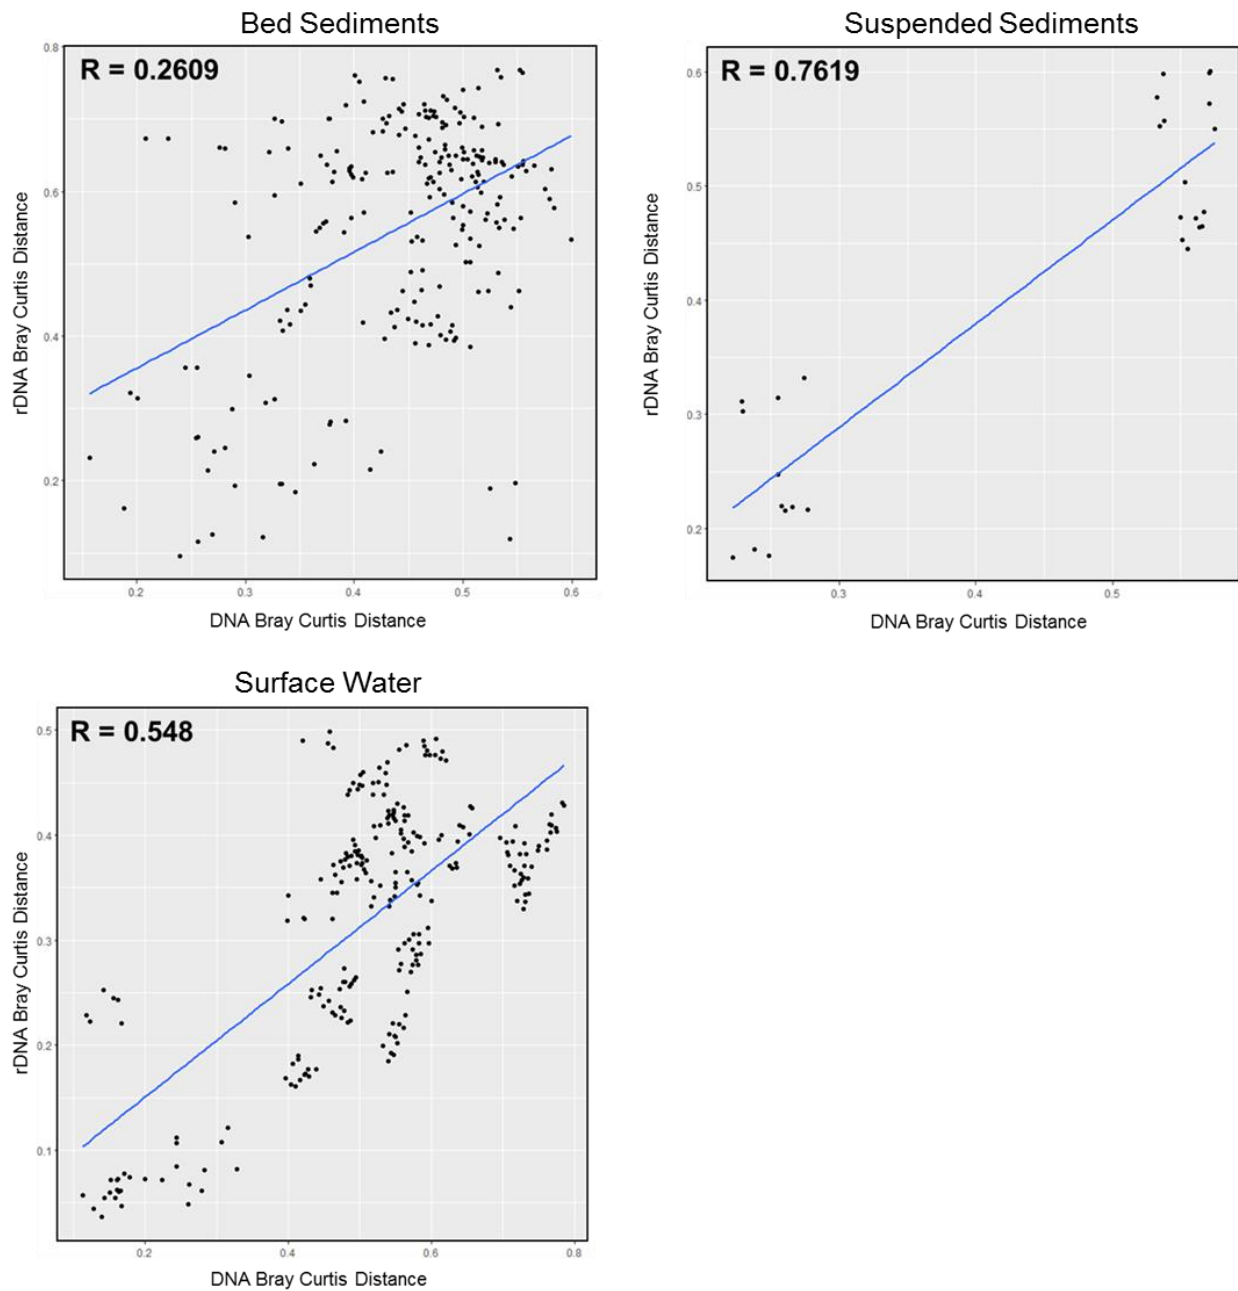 Bed Sediments
R = 0.2609
0.8
0.6
0.4
0.2
rDNA Bray Curtis Distance
0.2 0.3 0.4 0.5 0.6
DNA Bray Curtis Distance
Suspended Sediments
R = 0.7619
0.6
0.5
0.4
0.3
0.2
rDNA Bray Curtis Distance
0.3 0.4 0.5
DNA Bray Curtis Distance
Surface Water
R = 0.548
0.5
0.4
0.3
0.2
0.1
rDNA Bray Curtis Distance
0.2 0.4 0.6 0.8
DNA Bray Curtis Distance